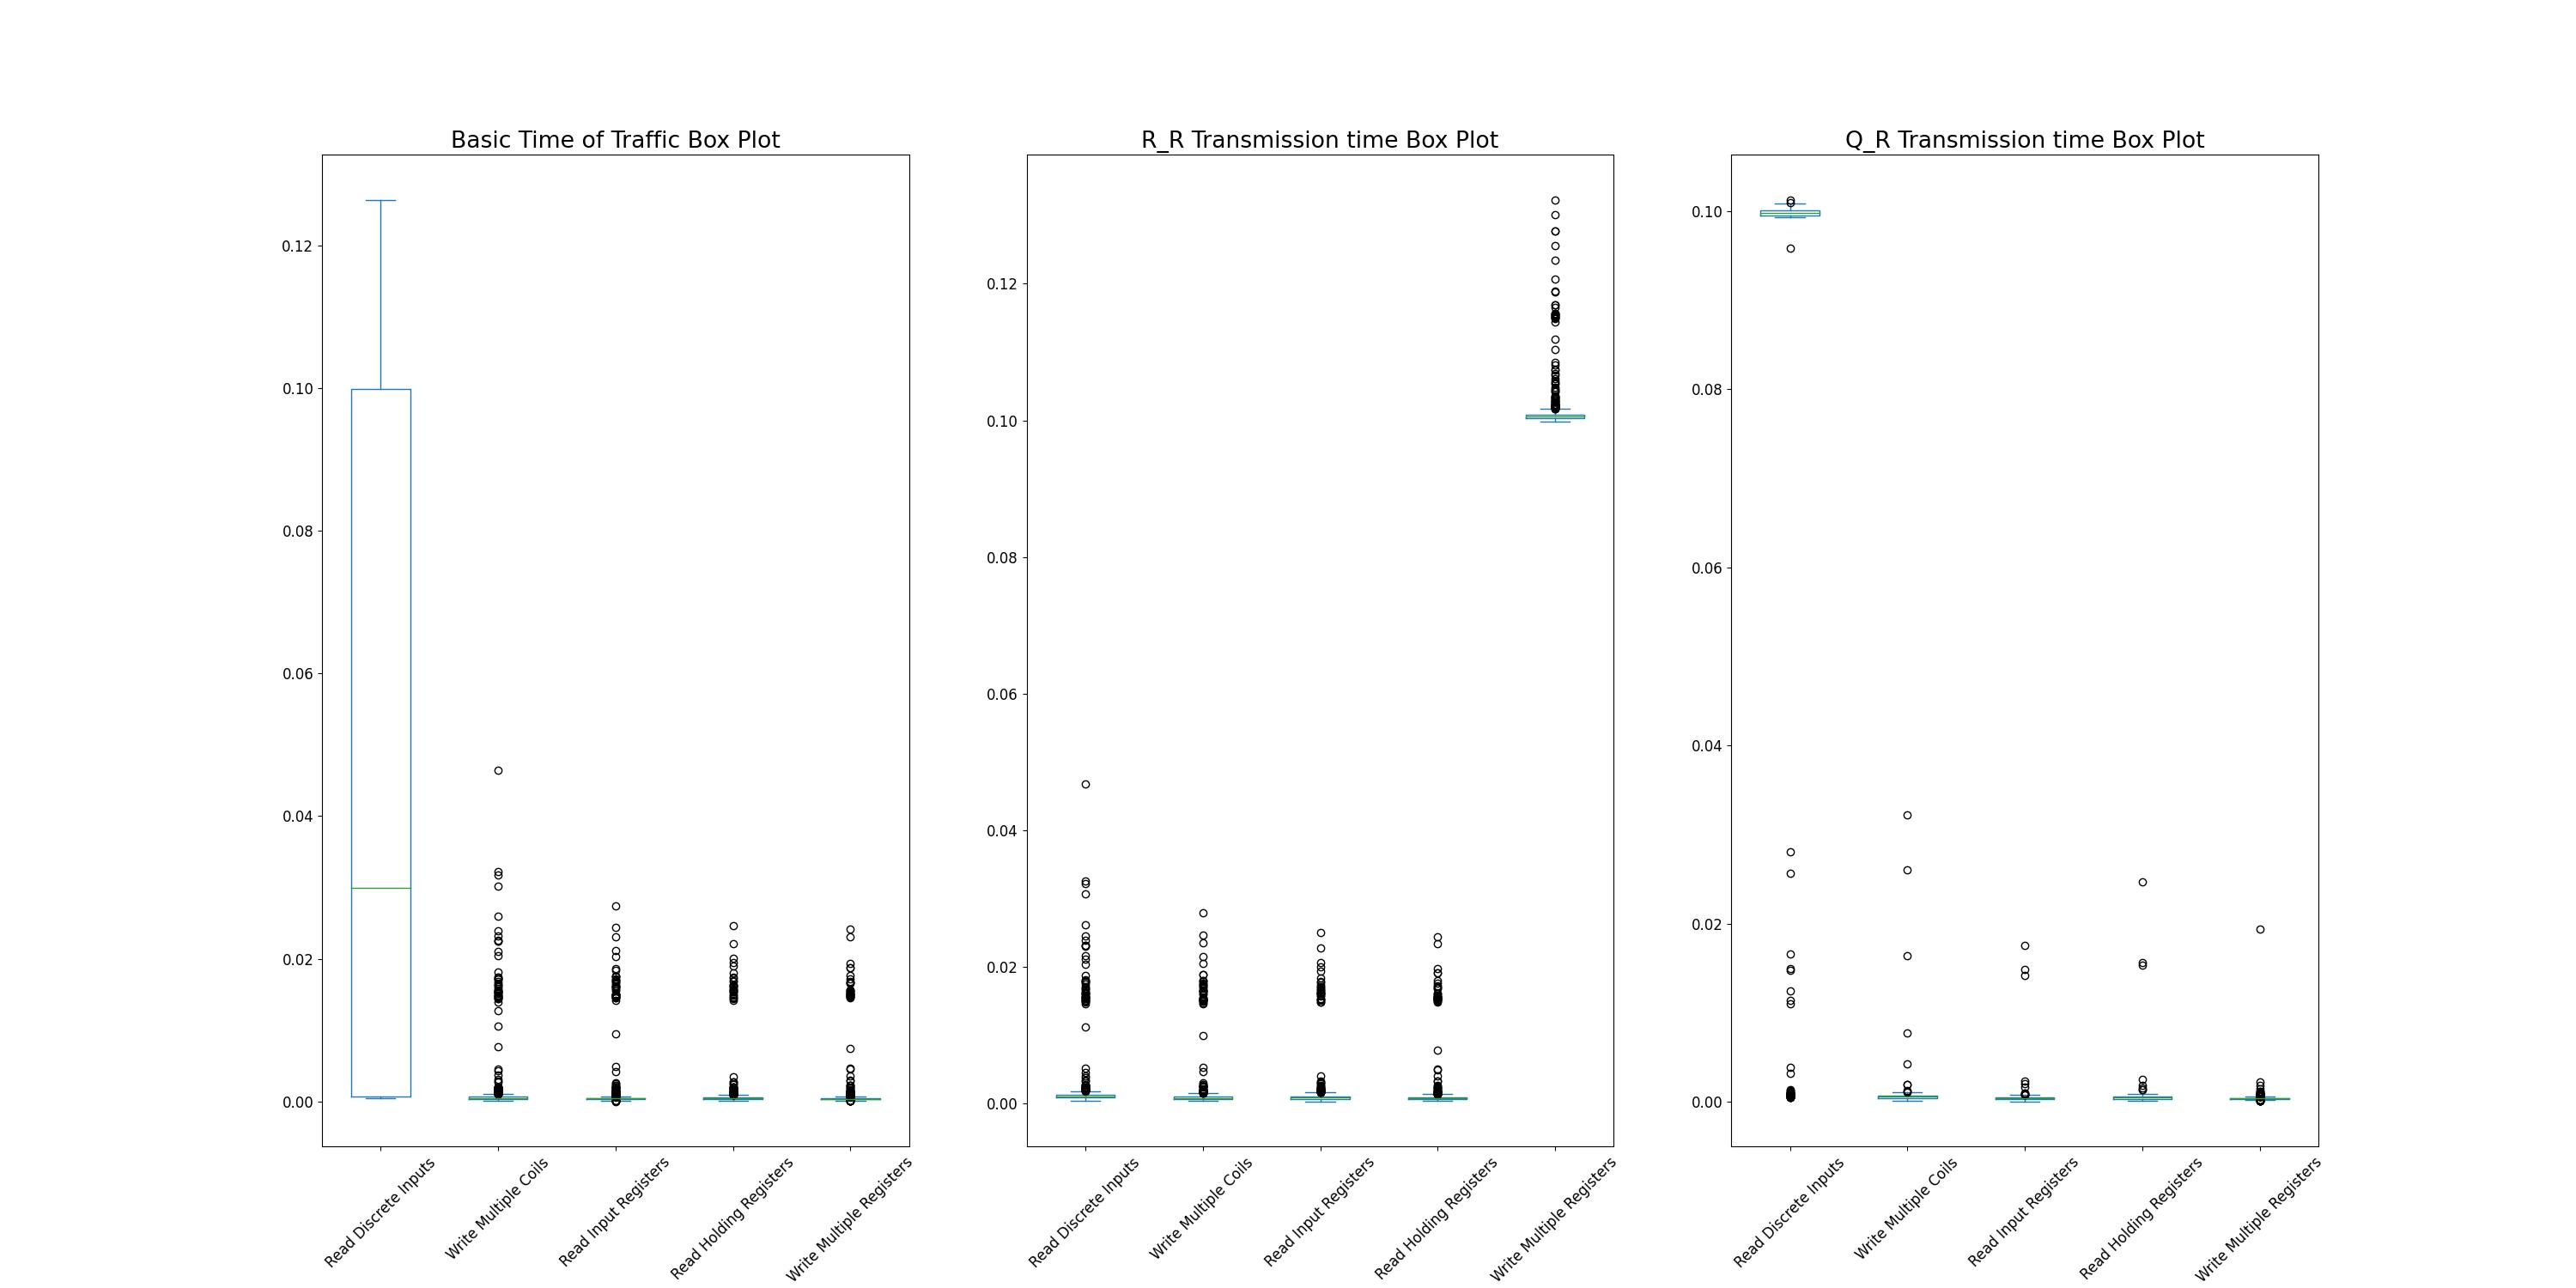 Basic Time of Traffic Box Plot
0.12
0.10
0.08
0.06
0.04
0.02
0.00
Read Discrete Inputs
Write Multiple Coils
Read Input Registers
Read Holding Registers
Write Multiple Registers
R_R Transmission time Box Plot
0.12
0.10
0.08
0.06
0.04
0.02
0.00
Read Discrete Inputs
Write Multiple Coils
Read Input Registers
Read Holding Registers
Write Multiple Registers
Q_R Transmission time Box Plot
0.10
0.08
0.06
0.04
0.02
0.00
Read Discrete Inputs
Write Multiple Coils
Read Input Registers
Read Holding Registers
Write Multiple Registers